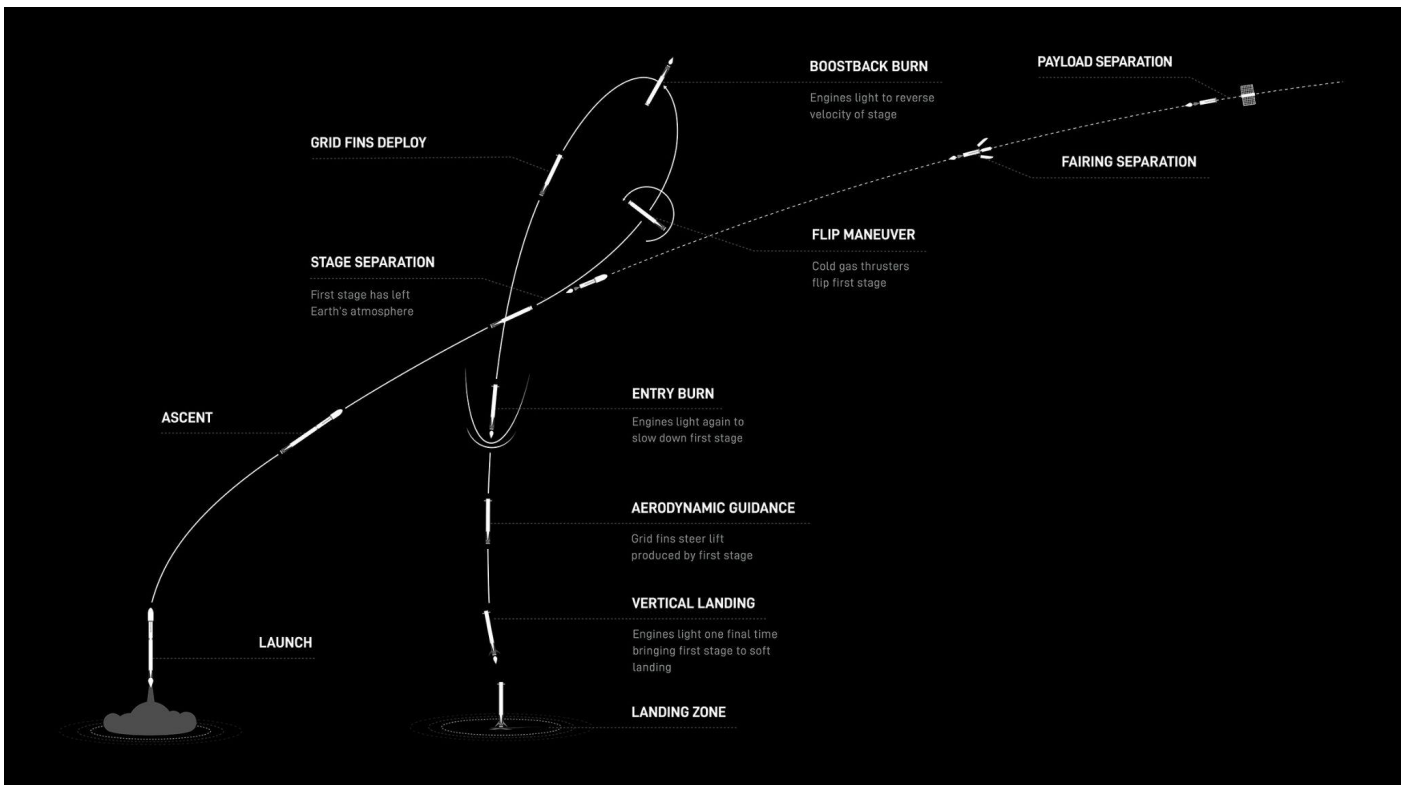 BOOSTBACK BURN
Engines light to reverse
velocity of stage
PAYLOAD SEPARATION
GRID FINS DEPLOY
FAIRING SEPARATION
FLIP MANEUVER
Cold gas thrusters
flip first stage
STAGE SEPARATION
First stage has left
Earth's atmosphere
ENTRY BURN
Engines light again to
slow down first stage
ASCENT
AERODYNAMIC GUIDANCE
Grid fins steer lift
produced by first stage
VERTICAL LANDING
Engines light one final time
bringing first stage to soft
landing
LAUNCH
LANDING ZONE